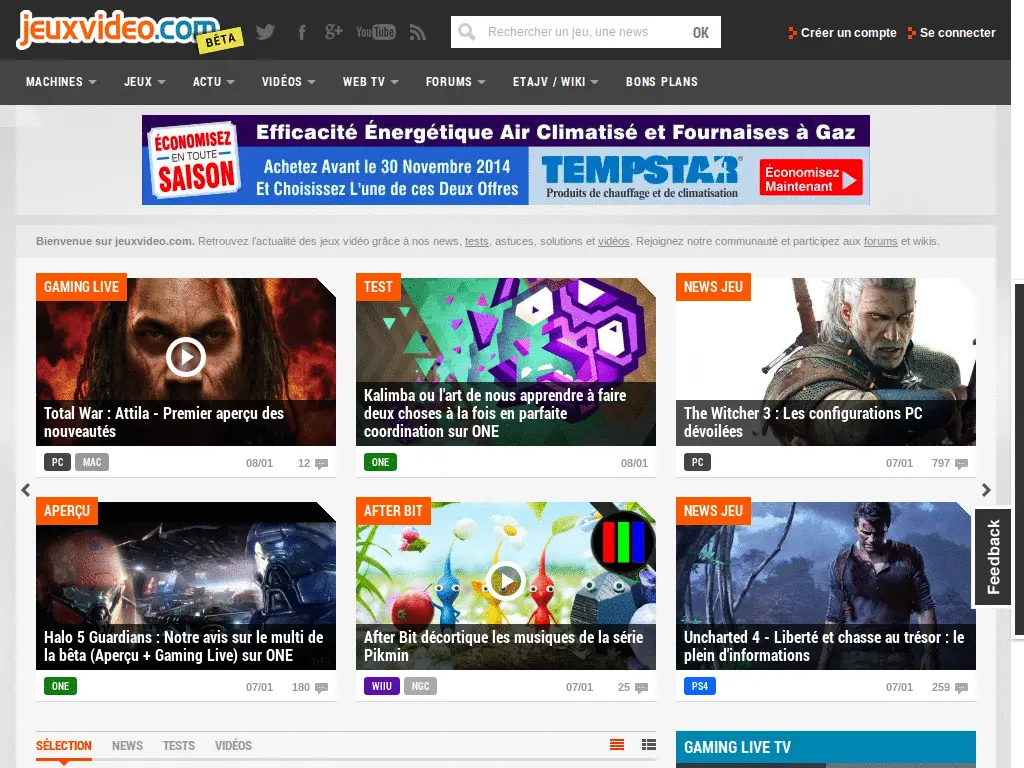 jeuxvideo.com
BÊTA
f
g+
You Tube
Rechercher un jeu, une news
OK
Créer un compte
Se connecter
MACHINES
JEUX
ACTU
VIDÉOS
WEB TV
FORUMS
ETAJV / WIKI
BONS PLANS
ÉCONOMISEZ
EN TOUTE
SAISON
Efficacité Énergétique Air Climatisé et Fournaises à Gaz
Achetez Avant le 30 Novembre 2014
Et Choisissez L'une de ces Deux Offres
TEMPSTAR®
Produits de chauffage et de climatisation
Économisez
Maintenant
Bienvenue sur jeuxvideo.com. Retrouvez l'actualité des jeux vidéo grâce à nos news, tests, astuces, solutions et vidéos. Rejoignez notre communauté et participez aux forums et wikis.
GAMING LIVE
Total War : Attila - Premier aperçu des
nouveautés
PC MAC 08/01 12
TEST
Kalimba ou l'art de nous apprendre à faire
deux choses à la fois en parfaite
coordination sur ONE
ONE 08/01
NEWS JEU
The Witcher 3 : Les configurations PC
dévoilées
PC 07/01 797
APERÇU
Halo 5 Guardians : Notre avis sur le multi de
la bêta (Aperçu + Gaming Live) sur ONE
ONE 07/01 180
AFTER BIT
After Bit décortique les musiques de la série
Pikmin
WIIU NGC 07/01 25
NEWS JEU
Uncharted 4 - Liberté et chasse au trésor : le
plein d'informations
PS4 07/01 259
Feedback
SÉLECTION NEWS TESTS VIDÉOS
GAMING LIVE TV